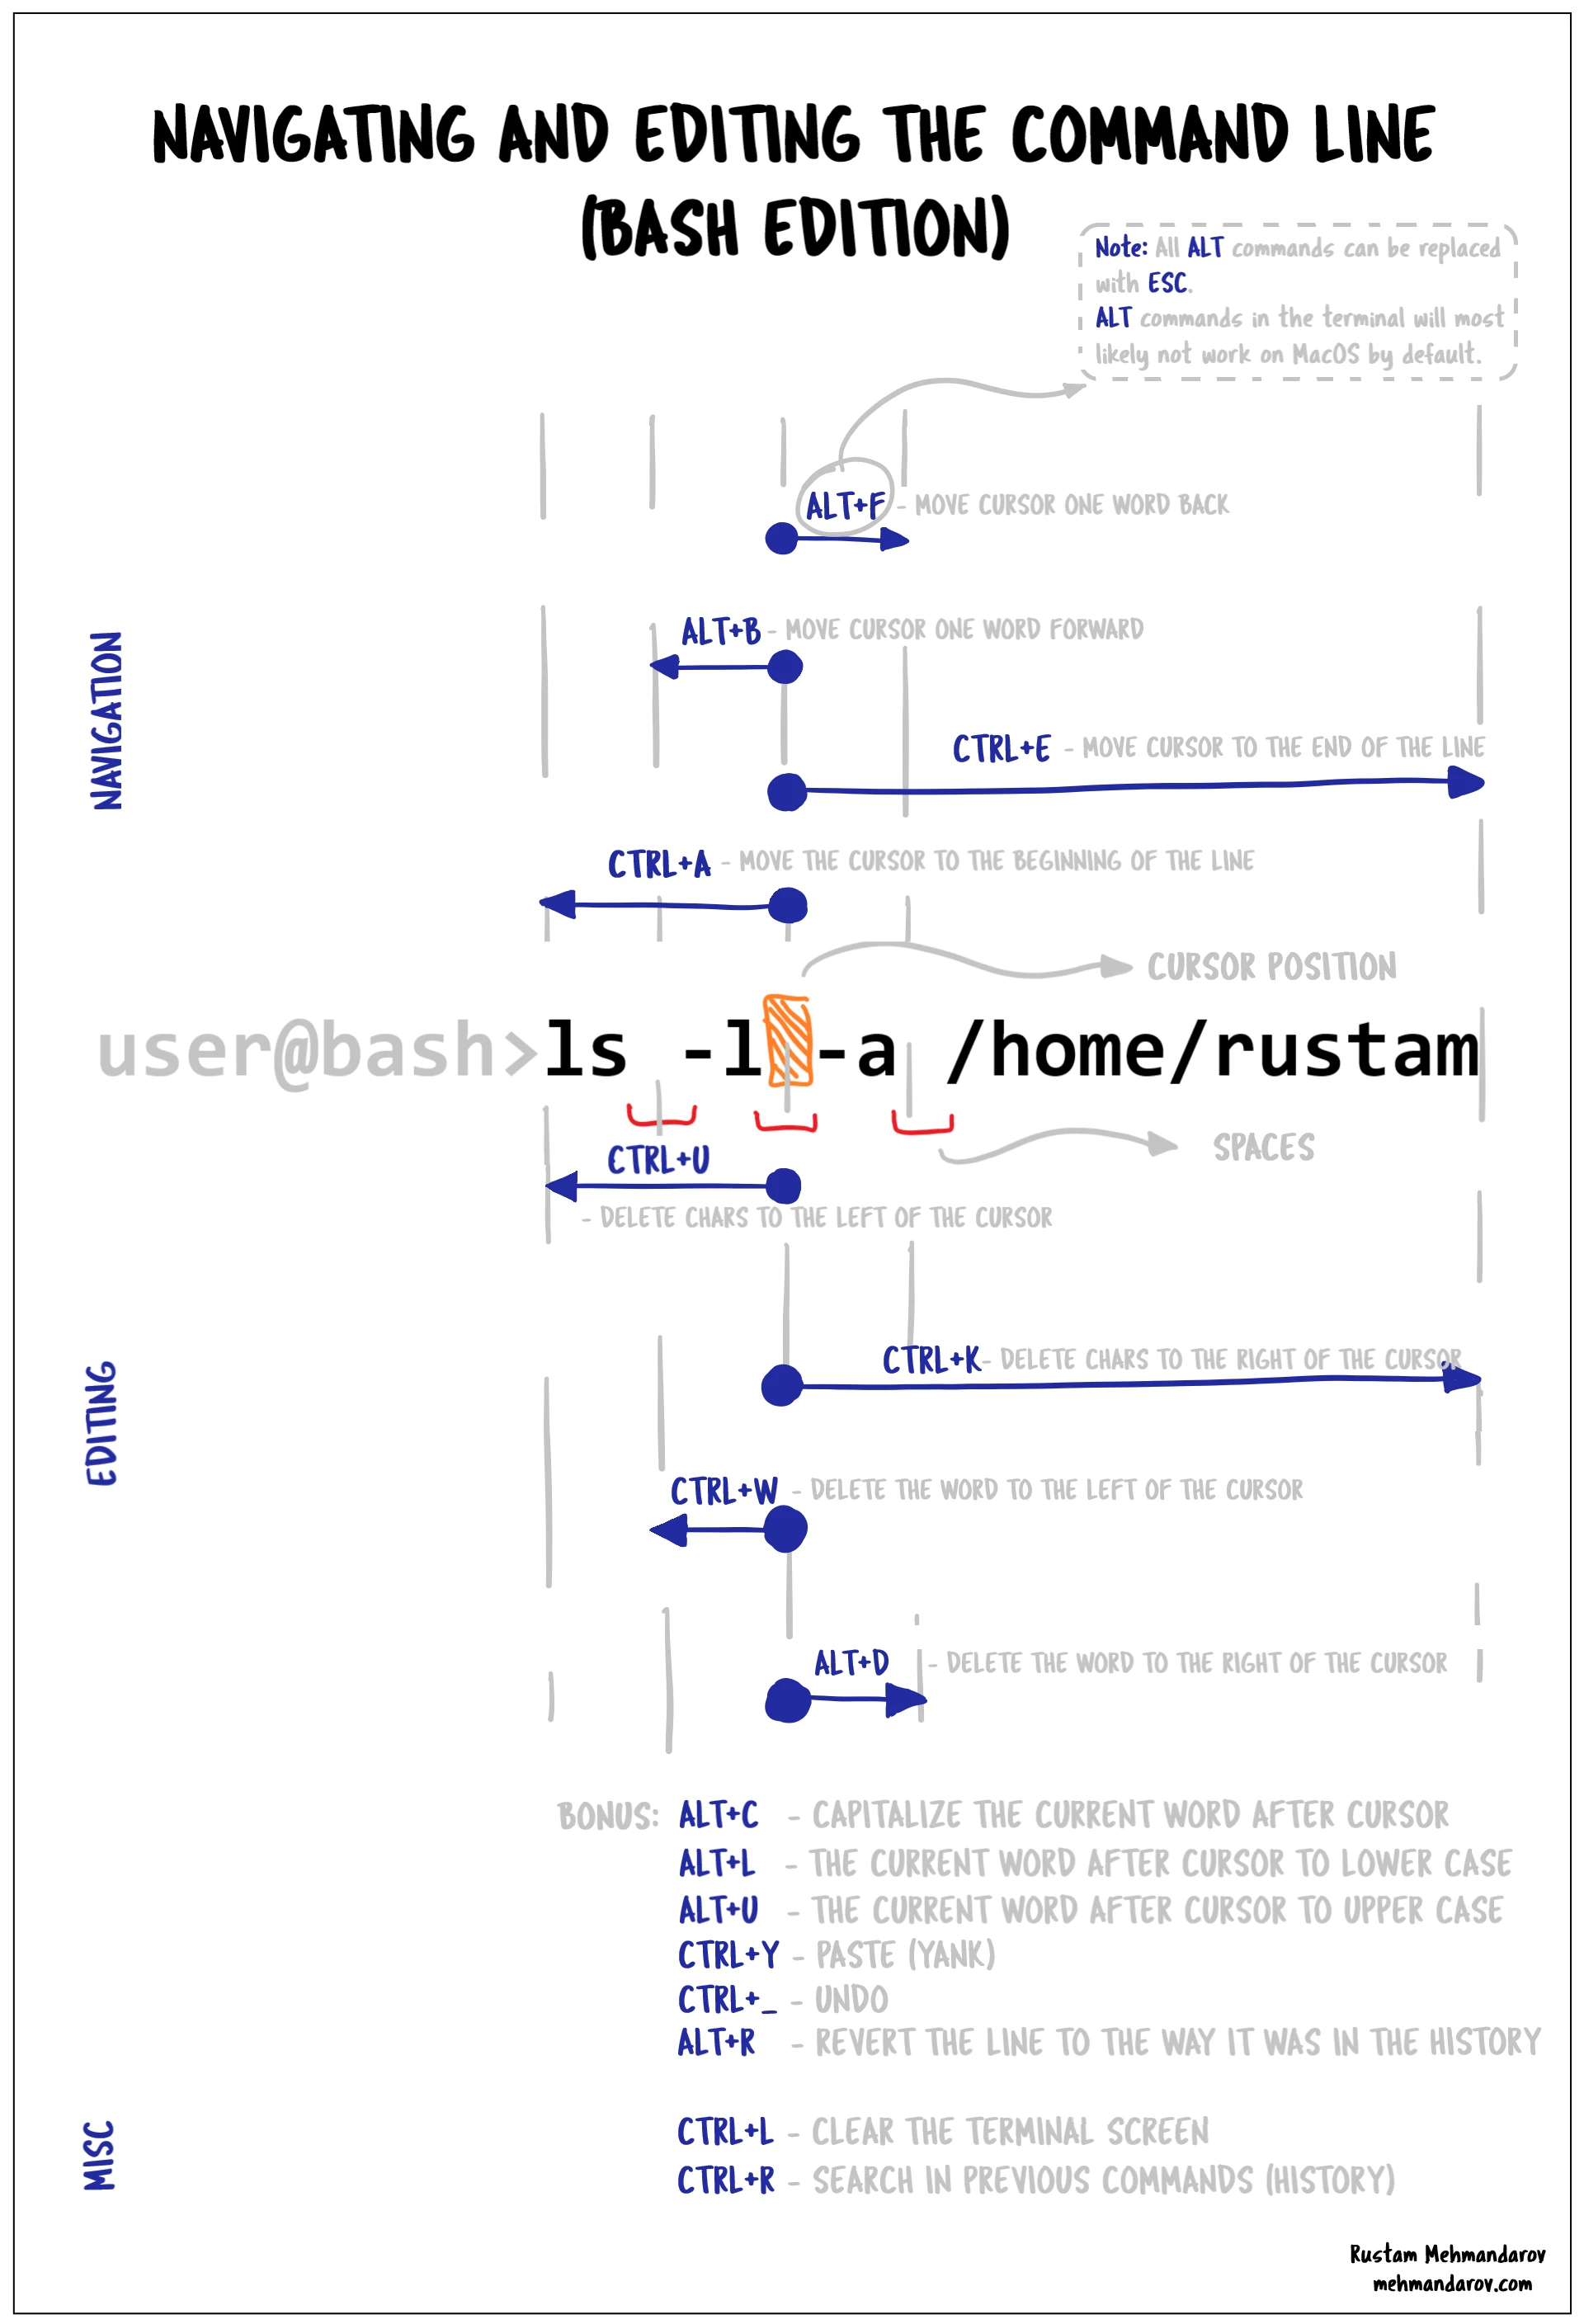 NAVIGATING AND EDITING THE COMMAND LINE
(BASH EDITION)
Note: All ALT commands can be replaced
with ESC.
ALT commands in the terminal will most
likely not work on MacOS by default.
NAVIGATION
ALT+F - MOVE CURSOR ONE WORD BACK
ALT+B - MOVE CURSOR ONE WORD FORWARD
CTRL+E - MOVE CURSOR TO THE END OF THE LINE
CTRL+A - MOVE THE CURSOR TO THE BEGINNING OF THE LINE
CURSOR POSITION
user@bash>ls -l -a /home/rustam
SPACES
EDITING
CTRL+U
- DELETE CHARS TO THE LEFT OF THE CURSOR
CTRL+K - DELETE CHARS TO THE RIGHT OF THE CURSOR
CTRL+W - DELETE THE WORD TO THE LEFT OF THE CURSOR
ALT+D - DELETE THE WORD TO THE RIGHT OF THE CURSOR
BONUS: ALT+C - CAPITALIZE THE CURRENT WORD AFTER CURSOR
ALT+L - THE CURRENT WORD AFTER CURSOR TO LOWER CASE
ALT+U - THE CURRENT WORD AFTER CURSOR TO UPPER CASE
CTRL+Y - PASTE (YANK)
CTRL+_ - UNDO
ALT+R - REVERT THE LINE TO THE WAY IT WAS IN THE HISTORY
MISC
CTRL+L - CLEAR THE TERMINAL SCREEN
CTRL+R - SEARCH IN PREVIOUS COMMANDS (HISTORY)
Rustam Mehmandarov
mehmandarov.com